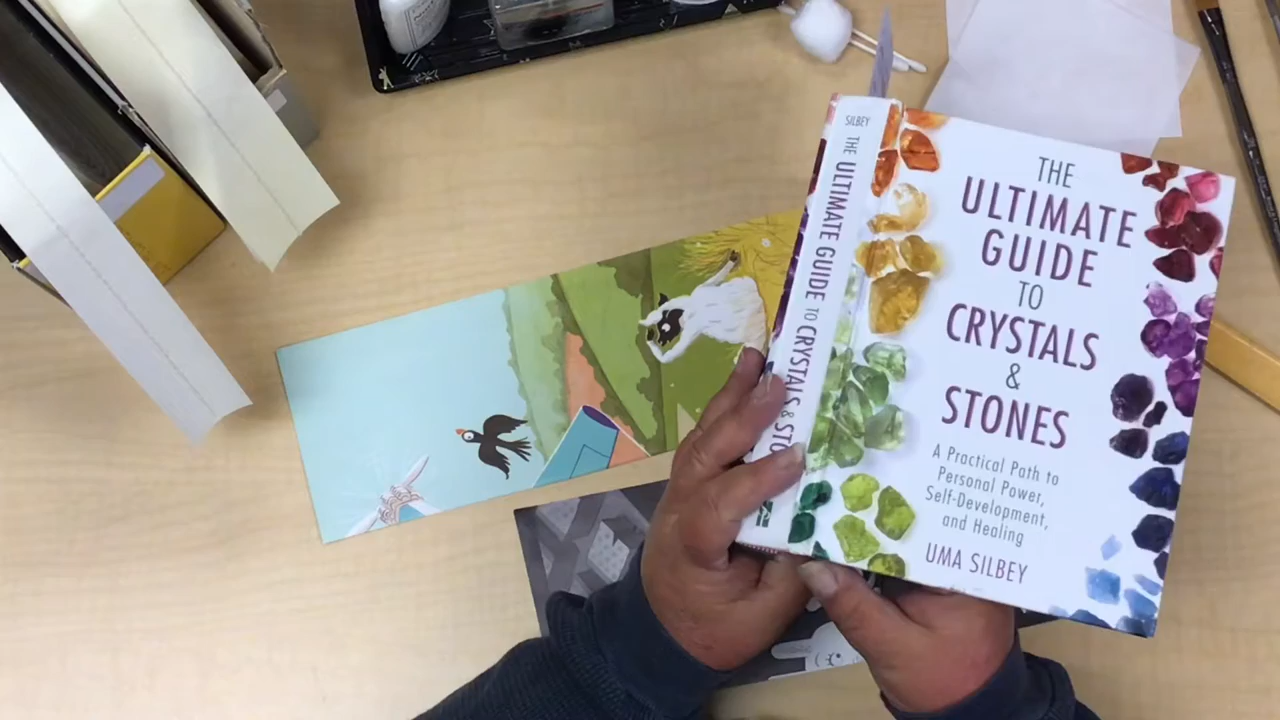 SILBEY THE ULTIMATE GUIDE TO CRYSTALS & STO
THE
ULTIMATE
GUIDE
TO
CRYSTALS
&
STONES
A Practical Path to
Personal Power,
Self-Development,
and Healing
UMA SILBEY